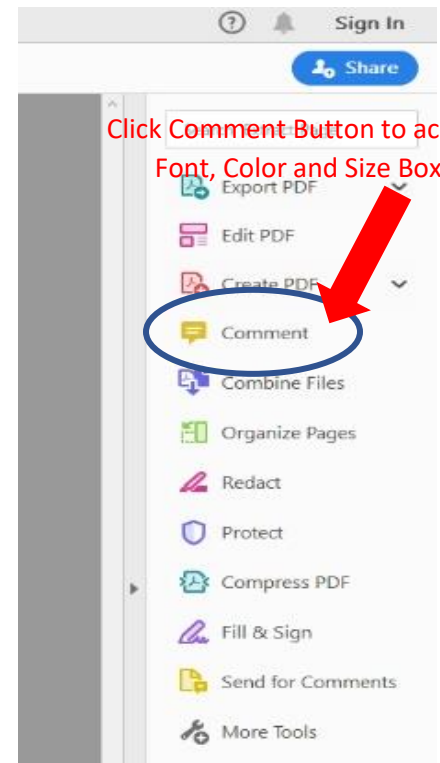 Sign In
Share
Click Comment Button to ac
Font, Color and Size Box
Export PDF
Edit PDF
Create PDF
Comment
Combine Files
Organize Pages
Redact
Protect
Compress PDF
Fill & Sign
Send for Comments
More Tools